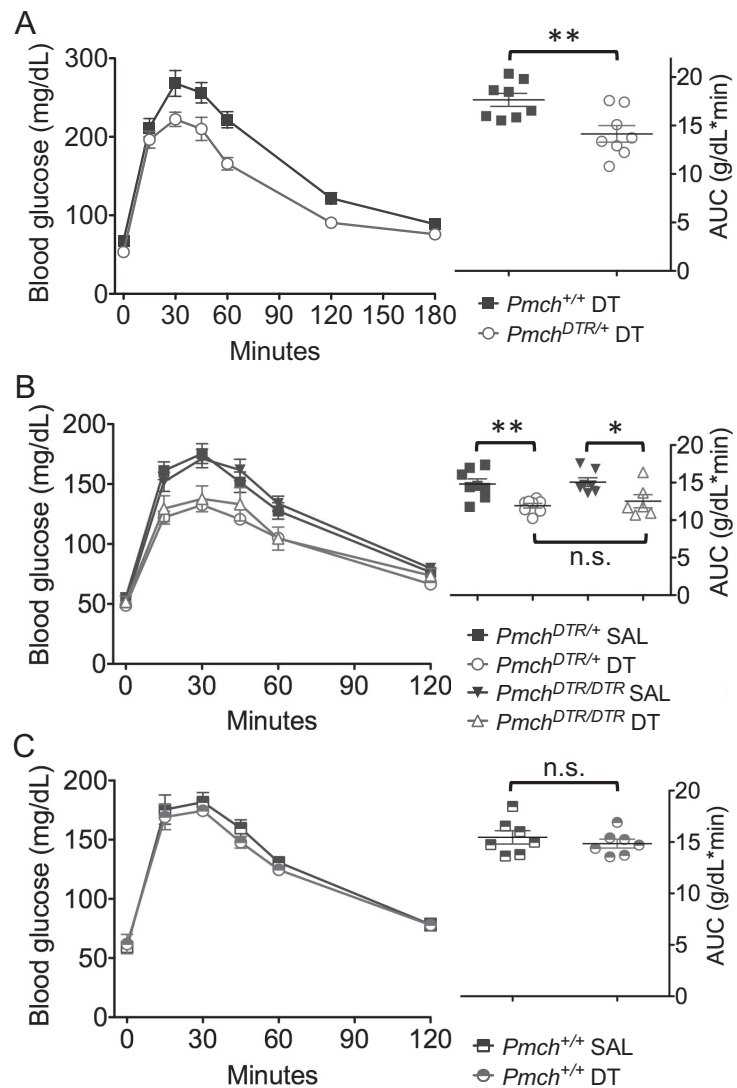 A
Blood glucose (mg/dL)
300
200
100
0
0 30 60 90 120 150 180
Minutes
**
20
15
10
5
0
AUC (g/dL*min)
Pmch+/+ DT
PmchDTR/+ DT
B
Blood glucose (mg/dL)
200
150
100
50
0
0 30 60 90 120
Minutes
** *
n.s.
20
15
10
5
0
AUC (g/dL*min)
PmchDTR/+ SAL
PmchDTR/+ DT
PmchDTR/DTR SAL
PmchDTR/DTR DT
C
Blood glucose (mg/dL)
200
150
100
50
0
0 30 60 90 120
Minutes
n.s.
20
15
10
5
0
AUC (g/dL*min)
Pmch+/+ SAL
Pmch+/+ DT